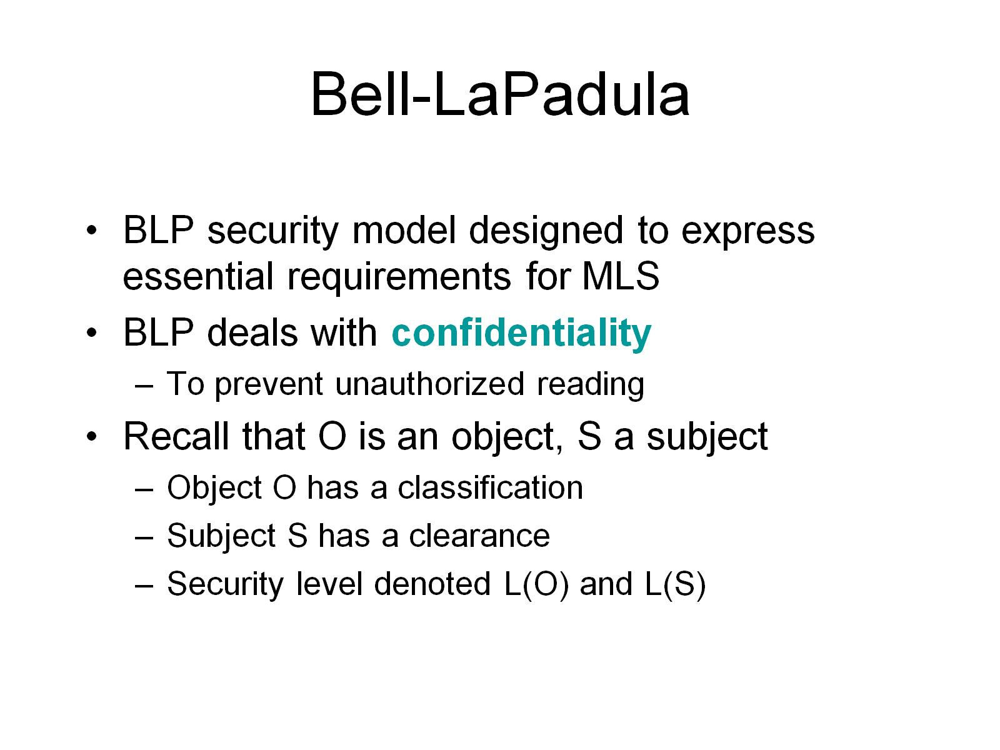 Bell-LaPadula
• BLP security model designed to express
essential requirements for MLS
• BLP deals with confidentiality
– To prevent unauthorized reading
• Recall that O is an object, S a subject
– Object O has a classification
– Subject S has a clearance
– Security level denoted L(O) and L(S)